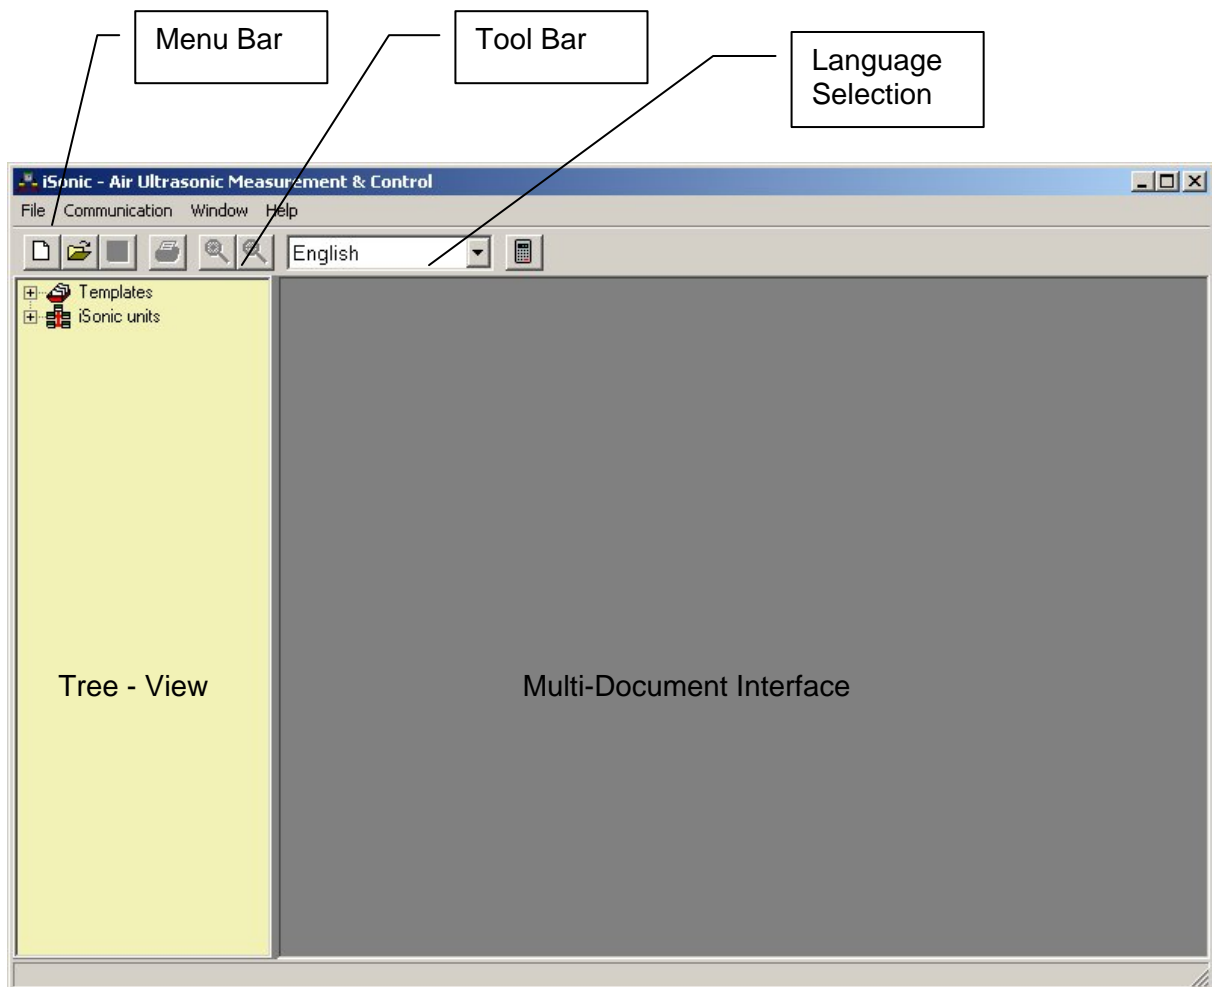 Menu Bar
Tool Bar
Language
Selection
iSonic - Air Ultrasonic Measurement & Control
File Communication Window Help
English
Templates
iSonic units
Tree - View
Multi-Document Interface